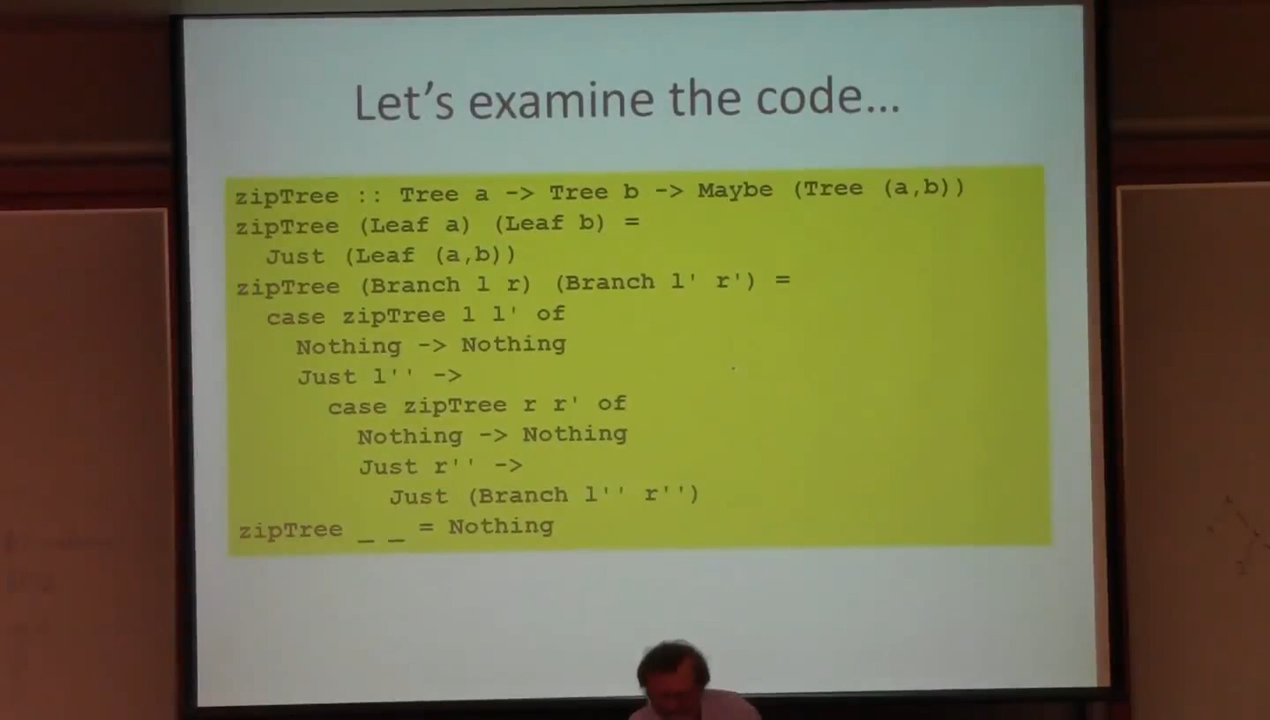 Let's examine the code...
zipTree :: Tree a -> Tree b -> Maybe (Tree (a,b))
zipTree (Leaf a) (Leaf b) =
  Just (Leaf (a,b))
zipTree (Branch l r) (Branch l' r') =
  case zipTree l l' of
    Nothing -> Nothing
    Just l'' ->
      case zipTree r r' of
        Nothing -> Nothing
        Just r'' ->
          Just (Branch l'' r'')
zipTree _ _ = Nothing